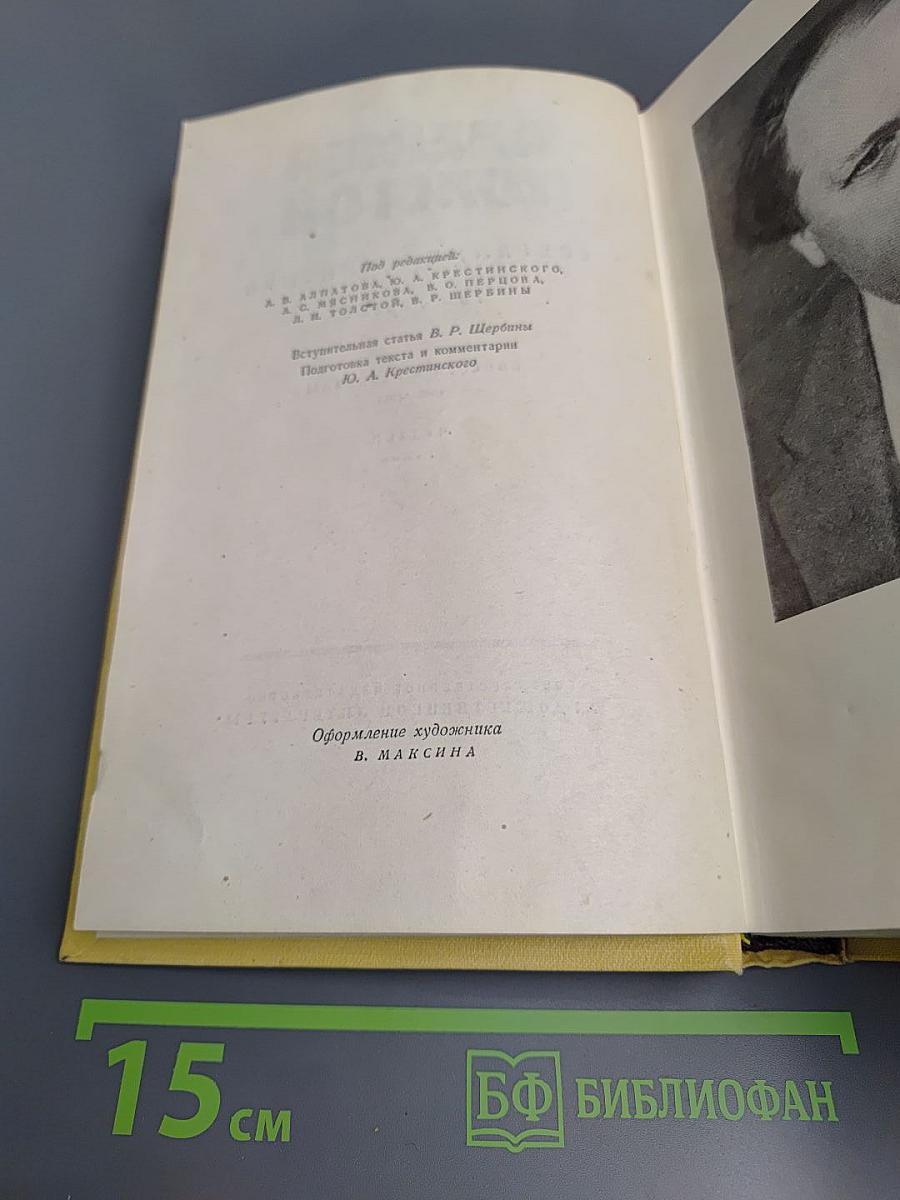 Под редакцией:
А. В. АЛПАТОВА, Ю. А. КРЕСТИНСКОГО,
А. С. МЯСНИКОВА, В. О. ПЕРЦОВА,
Л. И. ТОЛСТОЙ, В. Р. ЩЕРБИНЫ
Вступительная статья В. Р. Щербины
Подготовка текста и комментарии
Ю. А. Крестинского
Оформление художника
В. МАКСИНА
15 см
БФ БИБЛИОФАН